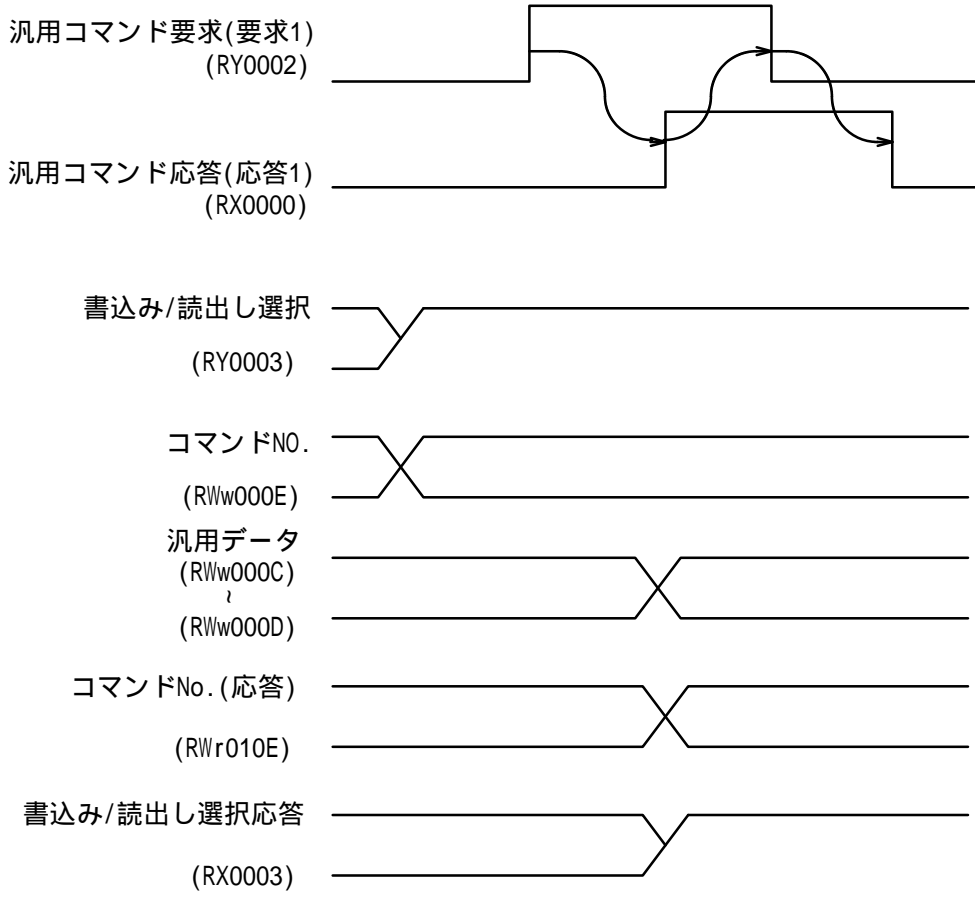 汎用コマンド要求(要求1)
(RY0002)
汎用コマンド応答(応答1)
(RX0000)
書込み/読出し選択
(RY0003)
コマンドNO.
(RWw000E)
汎用データ
(RWw000C)
~
(RWw000D)
コマンドNo.(応答)
(RWr010E)
書込み/読出し選択応答
(RX0003)